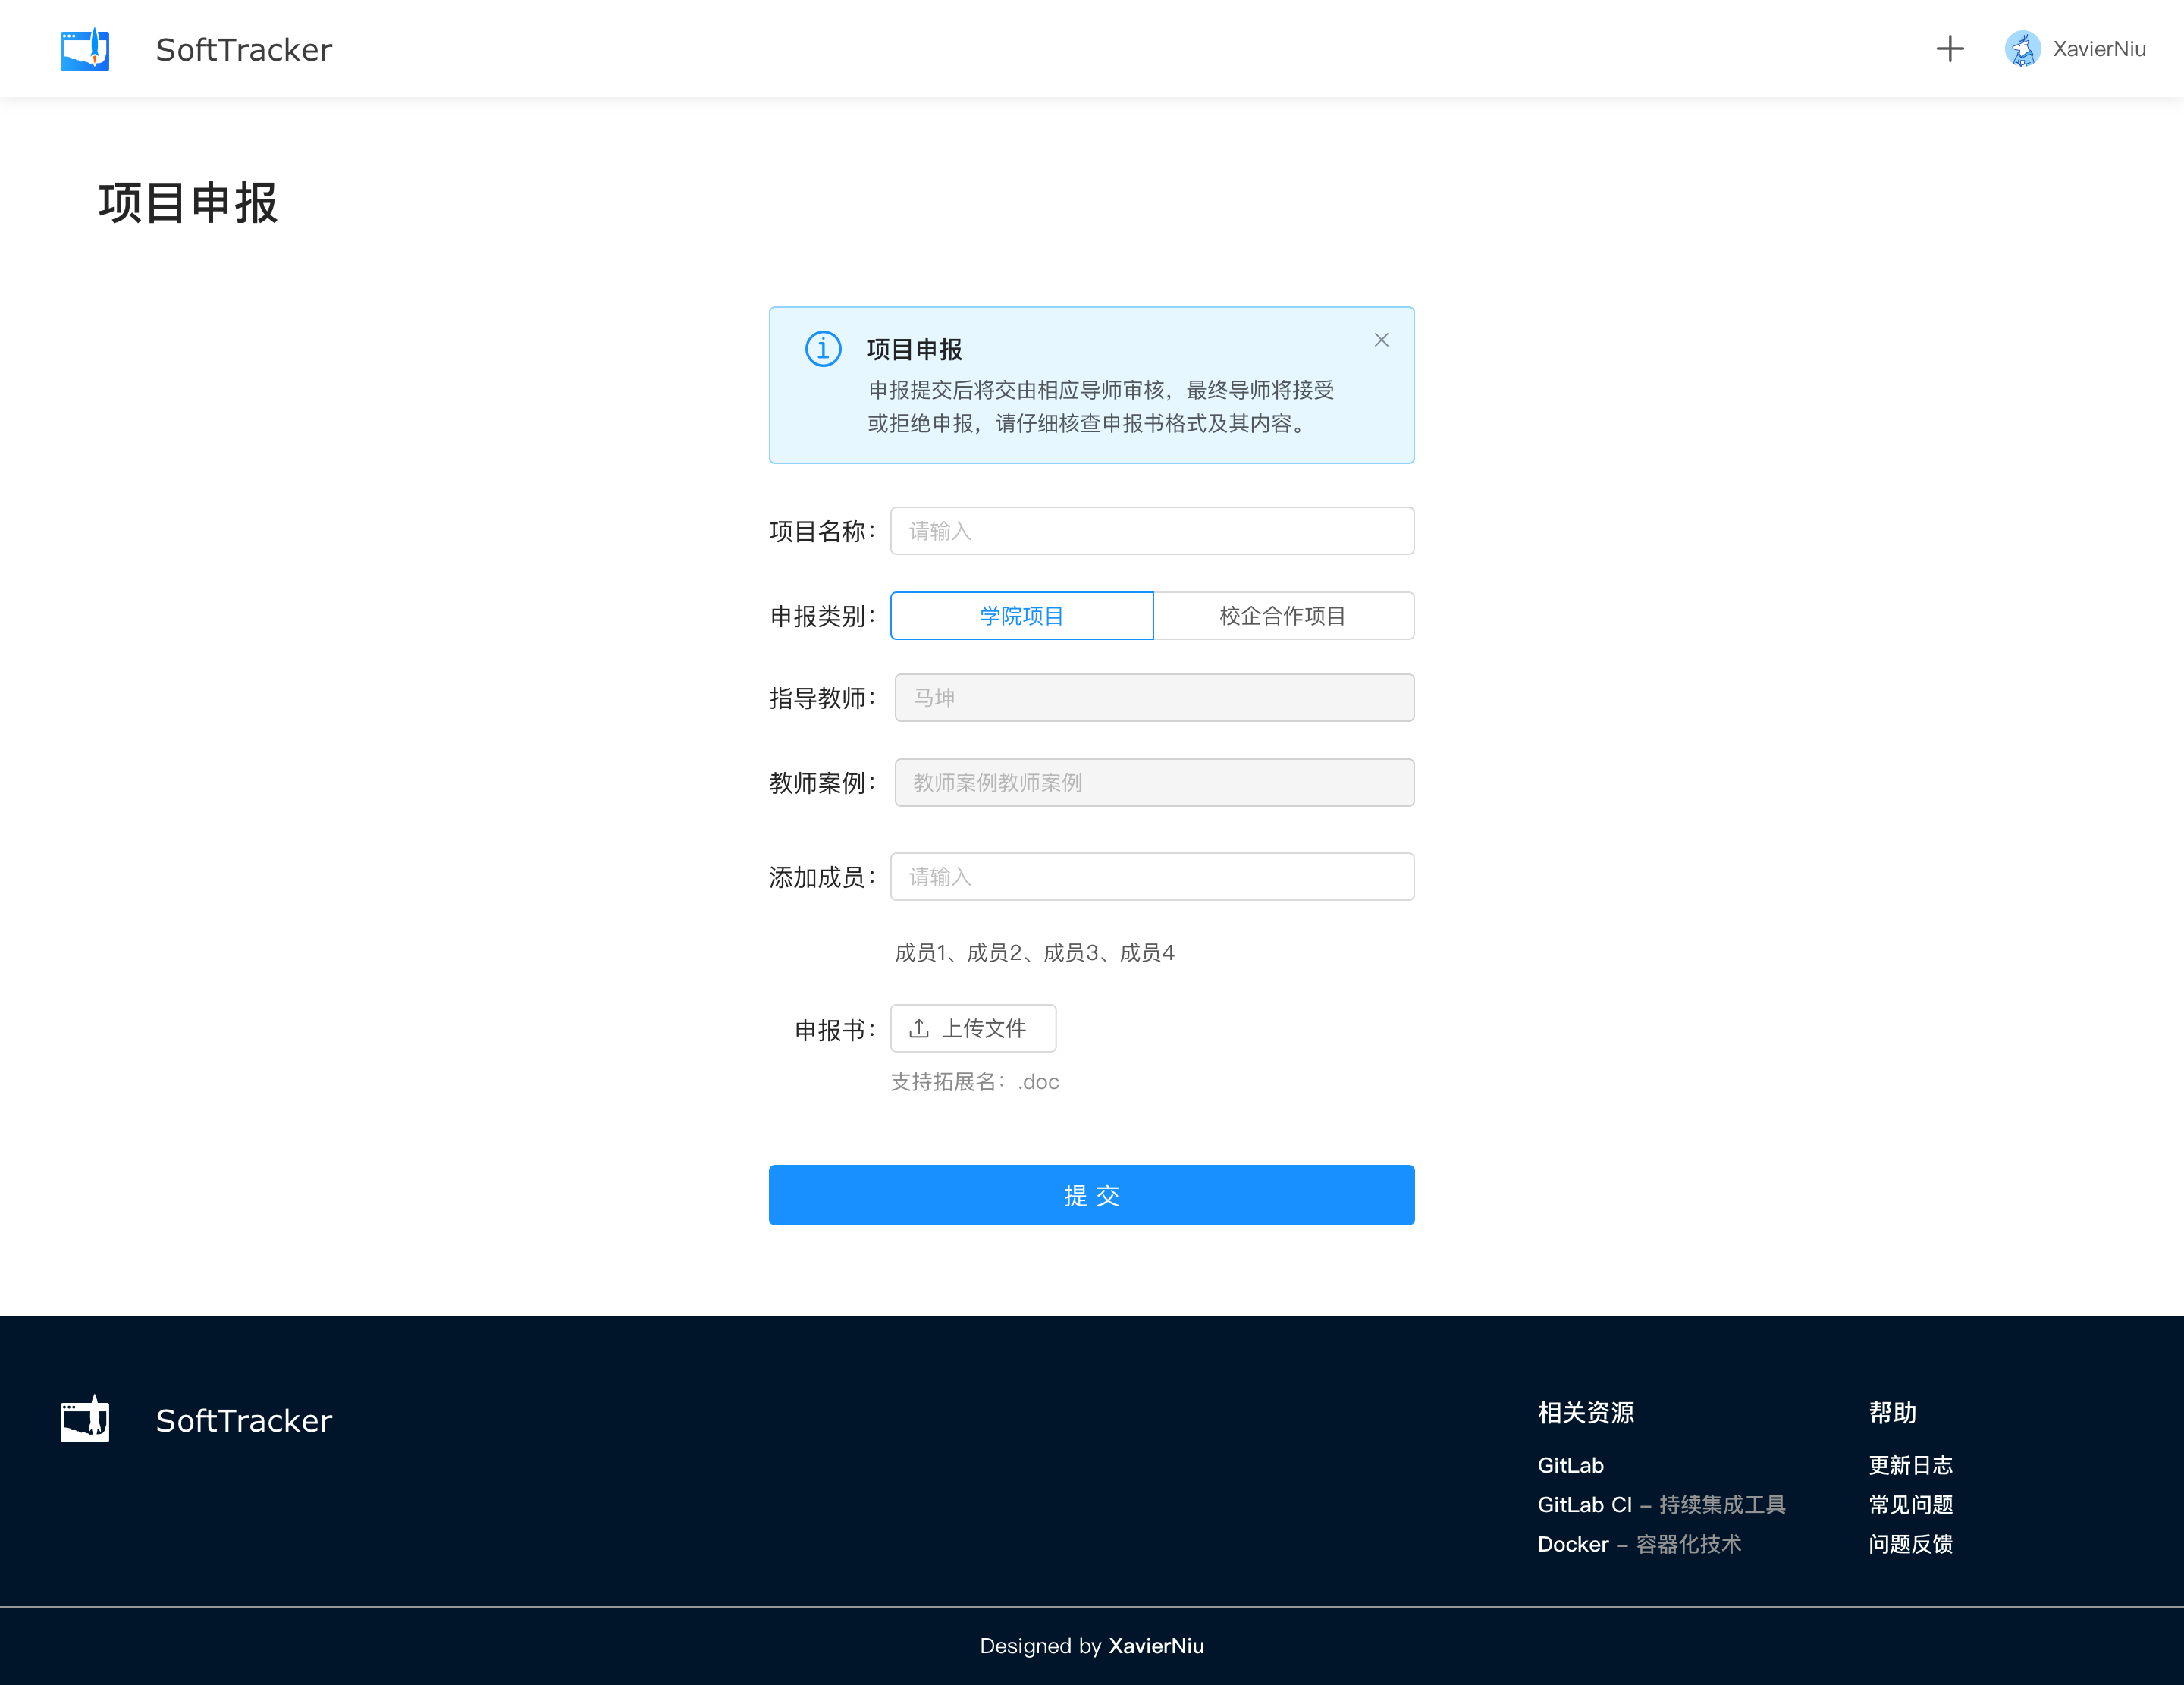 SoftTracker
XavierNiu
项目申报
项目申报
申报提交后将交由相应导师审核，最终导师将接受
或拒绝申报，请仔细核查申报书格式及其内容。
项目名称： 请输入
申报类别： 学院项目 校企合作项目
指导教师： 马坤
教师案例： 教师案例教师案例
添加成员： 请输入
成员1、成员2、成员3、成员4
申报书： 上传文件
支持拓展名：.doc
提 交
SoftTracker
相关资源
GitLab
GitLab CI – 持续集成工具
Docker – 容器化技术
帮助
更新日志
常见问题
问题反馈
Designed by XavierNiu